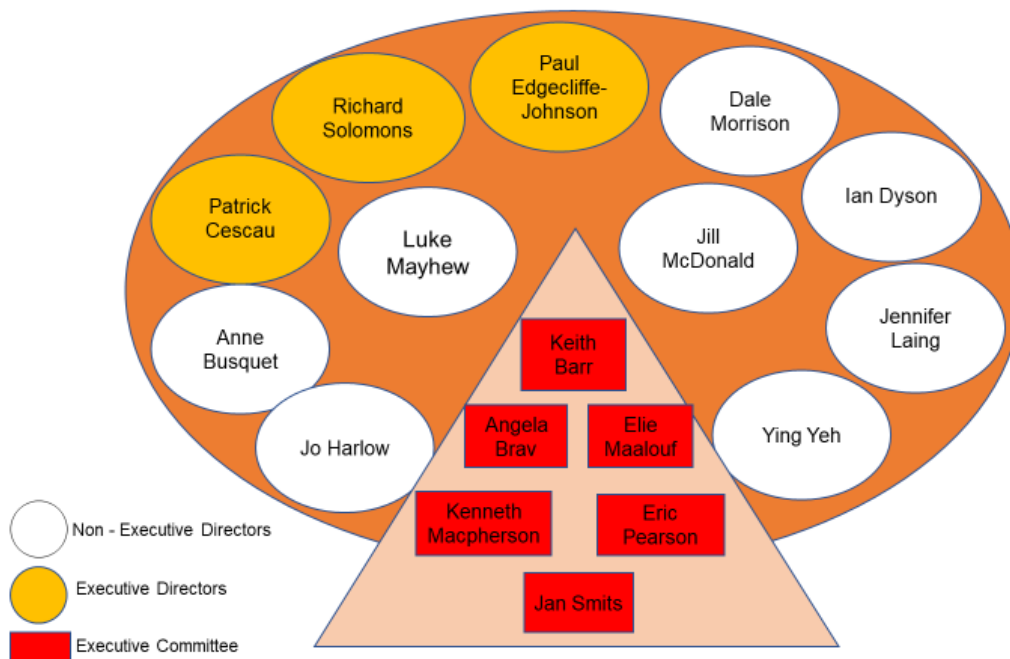 Paul
Edgecliffe-
Johnson
Richard
Solomons
Dale
Morrison
Patrick
Cescau
Ian Dyson
Luke
Mayhew
Jill
McDonald
Anne
Busquet
Jennifer
Laing
Keith
Barr
Jo Harlow
Angela
Brav
Elie
Maalouf
Ying Yeh
Kenneth
Macpherson
Eric
Pearson
Jan Smits
Non - Executive Directors
Executive Directors
Executive Committee